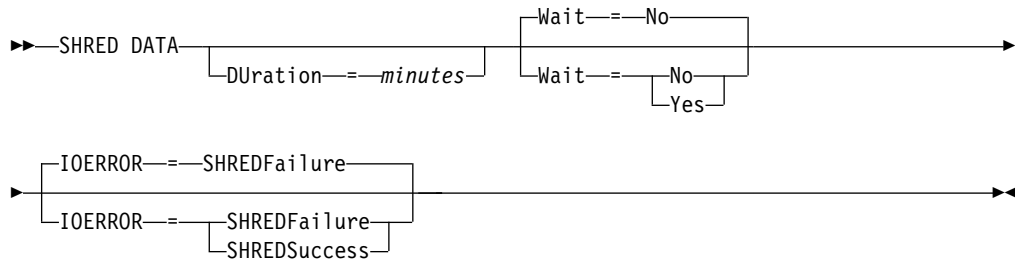 Wait = No
SHRED DATA
DUration = minutes
Wait = No
Yes
IOERROR = SHREDFailure
IOERROR = SHREDFailure
SHREDSuccess